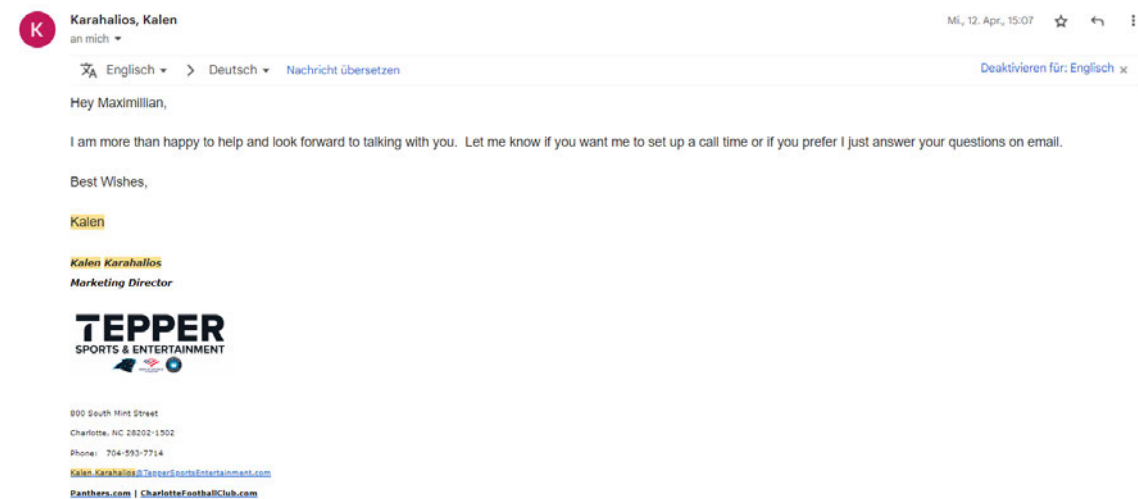 K
Karahalios, Kalen
Mi., 12. Apr., 15:07
an mich
Englisch > Deutsch Nachricht übersetzen
Deaktivieren für: Englisch x
Hey Maximillian,
I am more than happy to help and look forward to talking with you. Let me know if you want me to set up a call time or if you prefer I just answer your questions on email.
Best Wishes,
Kalen
Kalen Karahalios
Marketing Director
TEPPER
SPORTS & ENTERTAINMENT
800 South Mint Street
Charlotte, NC 28202-1502
Phone: 704-593-7714
Kalen.Karahalios@TepperSportsEntertainment.com
Panthers.com | CharlotteFootballClub.com